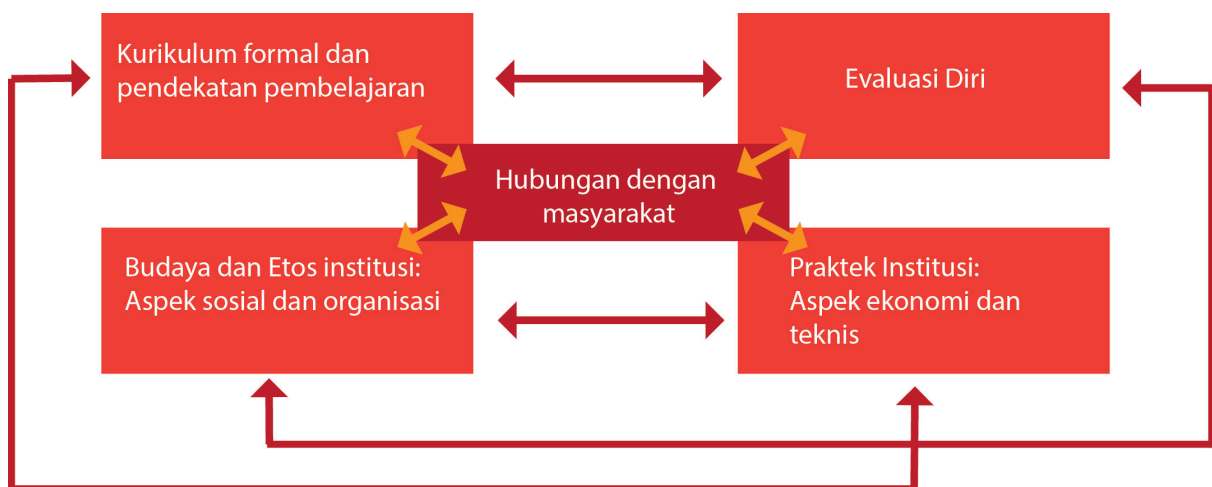 Kurikulum formal dan
pendekatan pembelajaran
Evaluasi Diri
Hubungan dengan
masyarakat
Budaya dan Etos institusi:
Aspek sosial dan organisasi
Praktek Institusi:
Aspek ekonomi dan
teknis